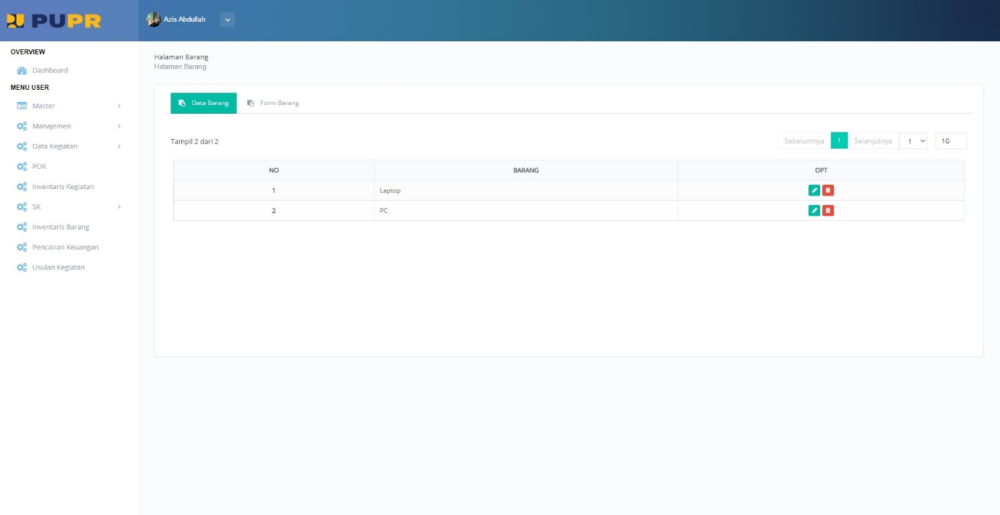 PUPR
Azis Abdullah
OVERVIEW
Dashboard
MENU USER
Master
Manajemen
Data Kegiatan
POK
Inventaris Kegiatan
SK
Inventaris Barang
Pencairan Keuangan
Usulan Kegiatan
Halaman Barang
Halaman Barang
Data Barang Form Barang
Tampil 2 dari 2 Sebelumnya 1 Selanjutnya 1 10
NO BARANG OPT
1 Laptop
2 PC